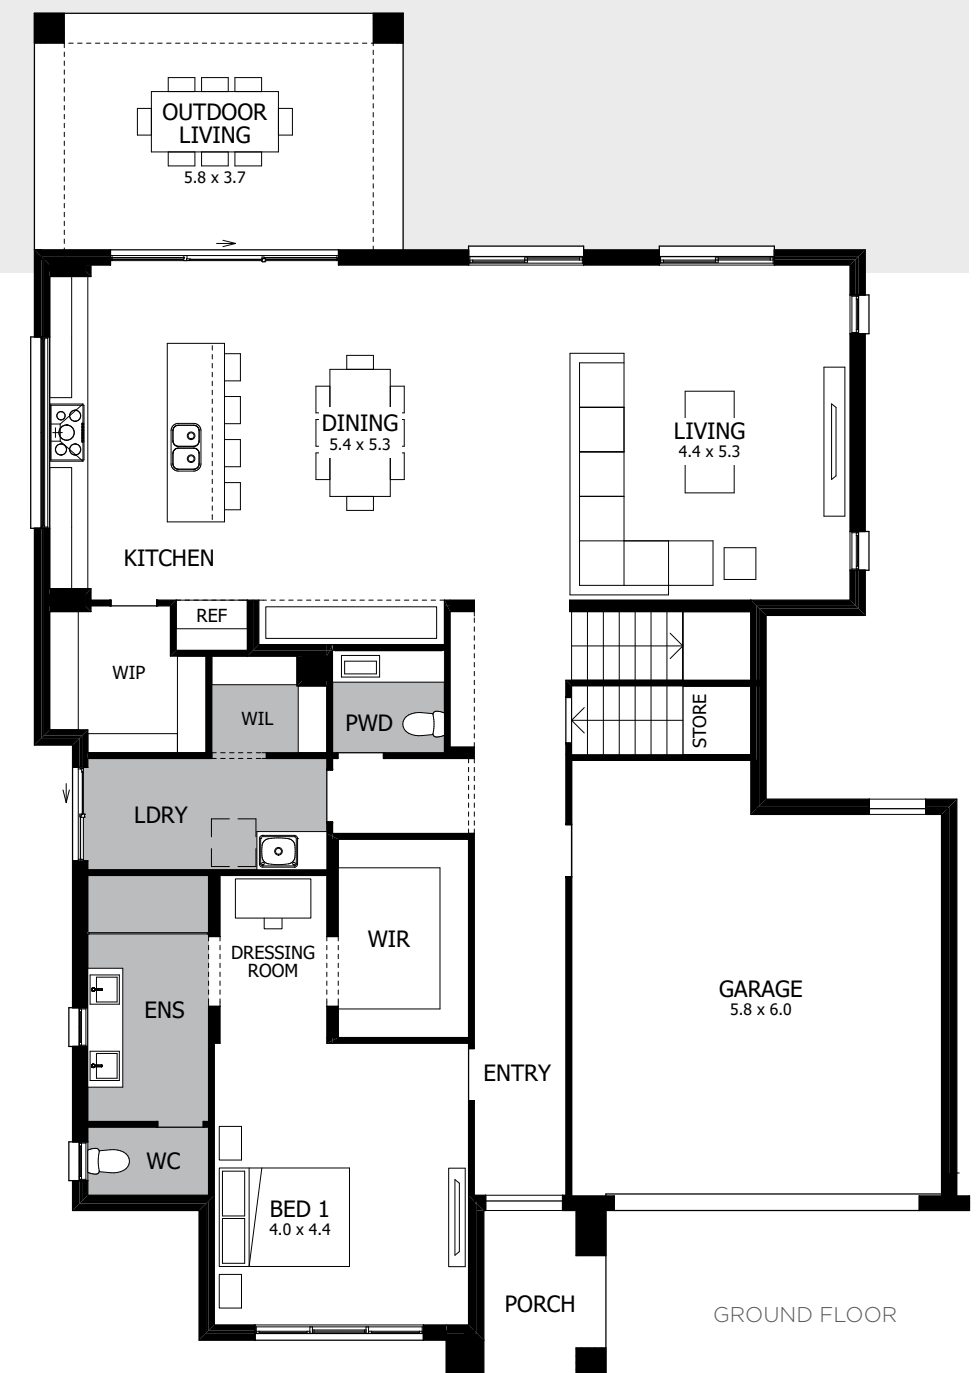 OUTDOOR
LIVING
5.8 x 3.7
DINING
5.4 x 5.3
LIVING
4.4 x 5.3
KITCHEN
REF
WIP
WIL
PWD
STORE
LDRY
WIR
DRESSING
ROOM
ENS
GARAGE
5.8 x 6.0
ENTRY
WC
BED 1
4.0 x 4.4
PORCH
GROUND FLOOR